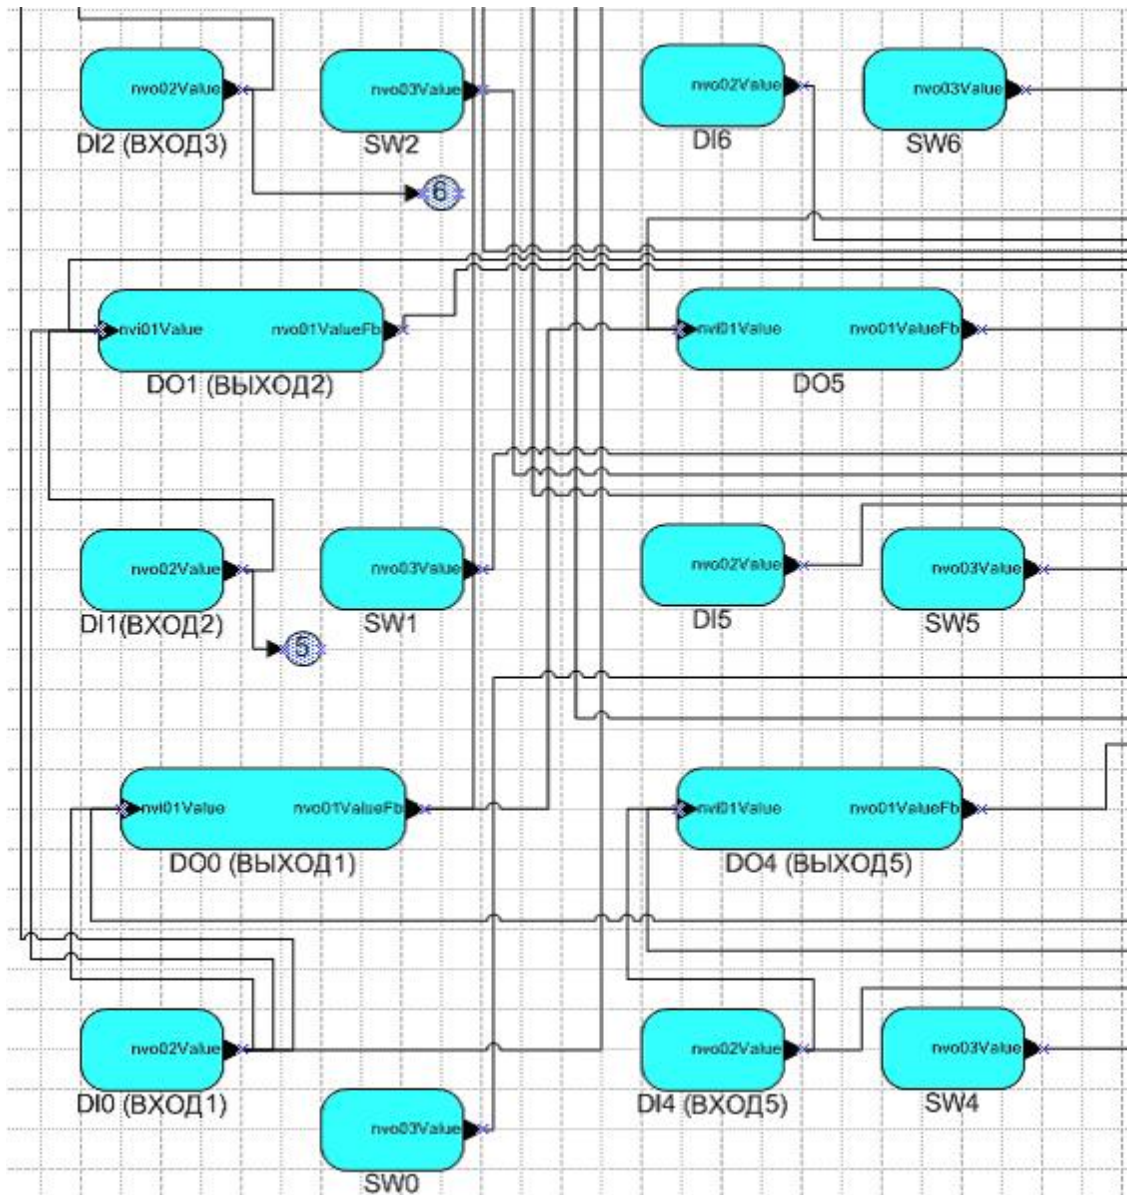 nvo02Value
DI2 (ВХОД3)
nvo03Value
SW2
nvo02Value
DI6
nvo03Value
SW6
6
nvi01Value nvo01ValueFb
DO1 (ВЫХОД2)
nvi01Value nvo01ValueFb
DO5
nvo02Value
DI1(ВХОД2)
nvo03Value
SW1
nvo02Value
DI5
nvo03Value
SW5
5
nvi01Value nvo01ValueFb
DO0 (ВЫХОД1)
nvi01Value nvo01ValueFb
DO4 (ВЫХОД5)
nvo02Value
DI0 (ВХОД1)
nvo03Value
SW0
nvo02Value
DI4 (ВХОД5)
nvo03Value
SW4